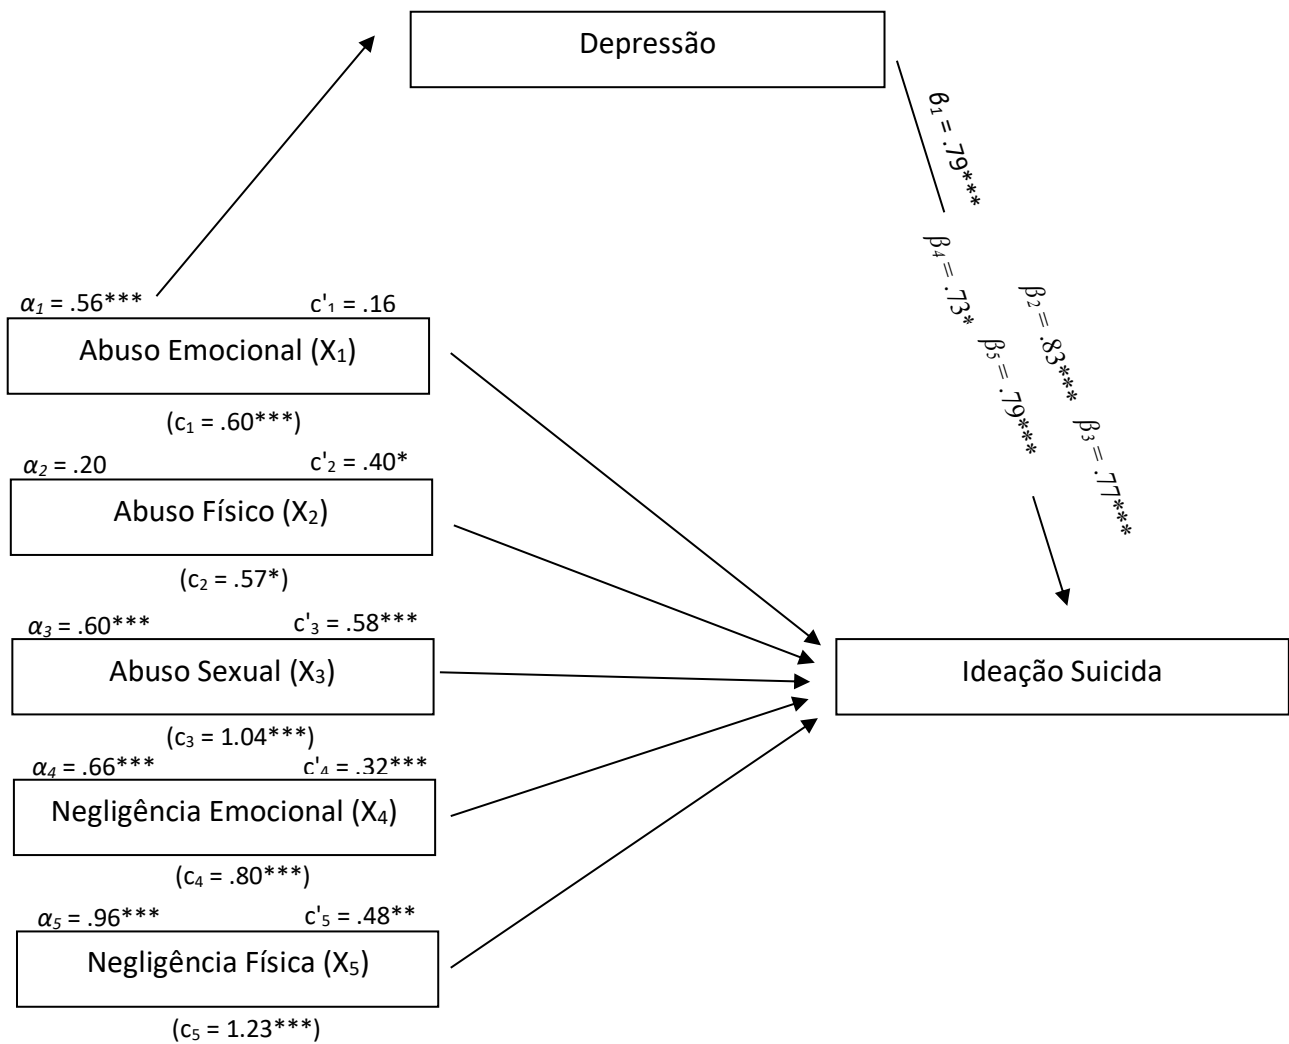 Depressão
β₁ = .79***
β₄ = .73*
β₂ = .83***
β₅ = .79***
β₃ = .77***
α₁ = .56*** c'₁ = .16
Abuso Emocional (X₁)
(c₁ = .60***)
α₂ = .20 c'₂ = .40*
Abuso Físico (X₂)
(c₂ = .57*)
α₃ = .60*** c'₃ = .58***
Abuso Sexual (X₃)
(c₃ = 1.04***)
Ideação Suicida
α₄ = .66*** c'₄ = .32***
Negligência Emocional (X₄)
(c₄ = .80***)
α₅ = .96*** c'₅ = .48**
Negligência Física (X₅)
(c₅ = 1.23***)